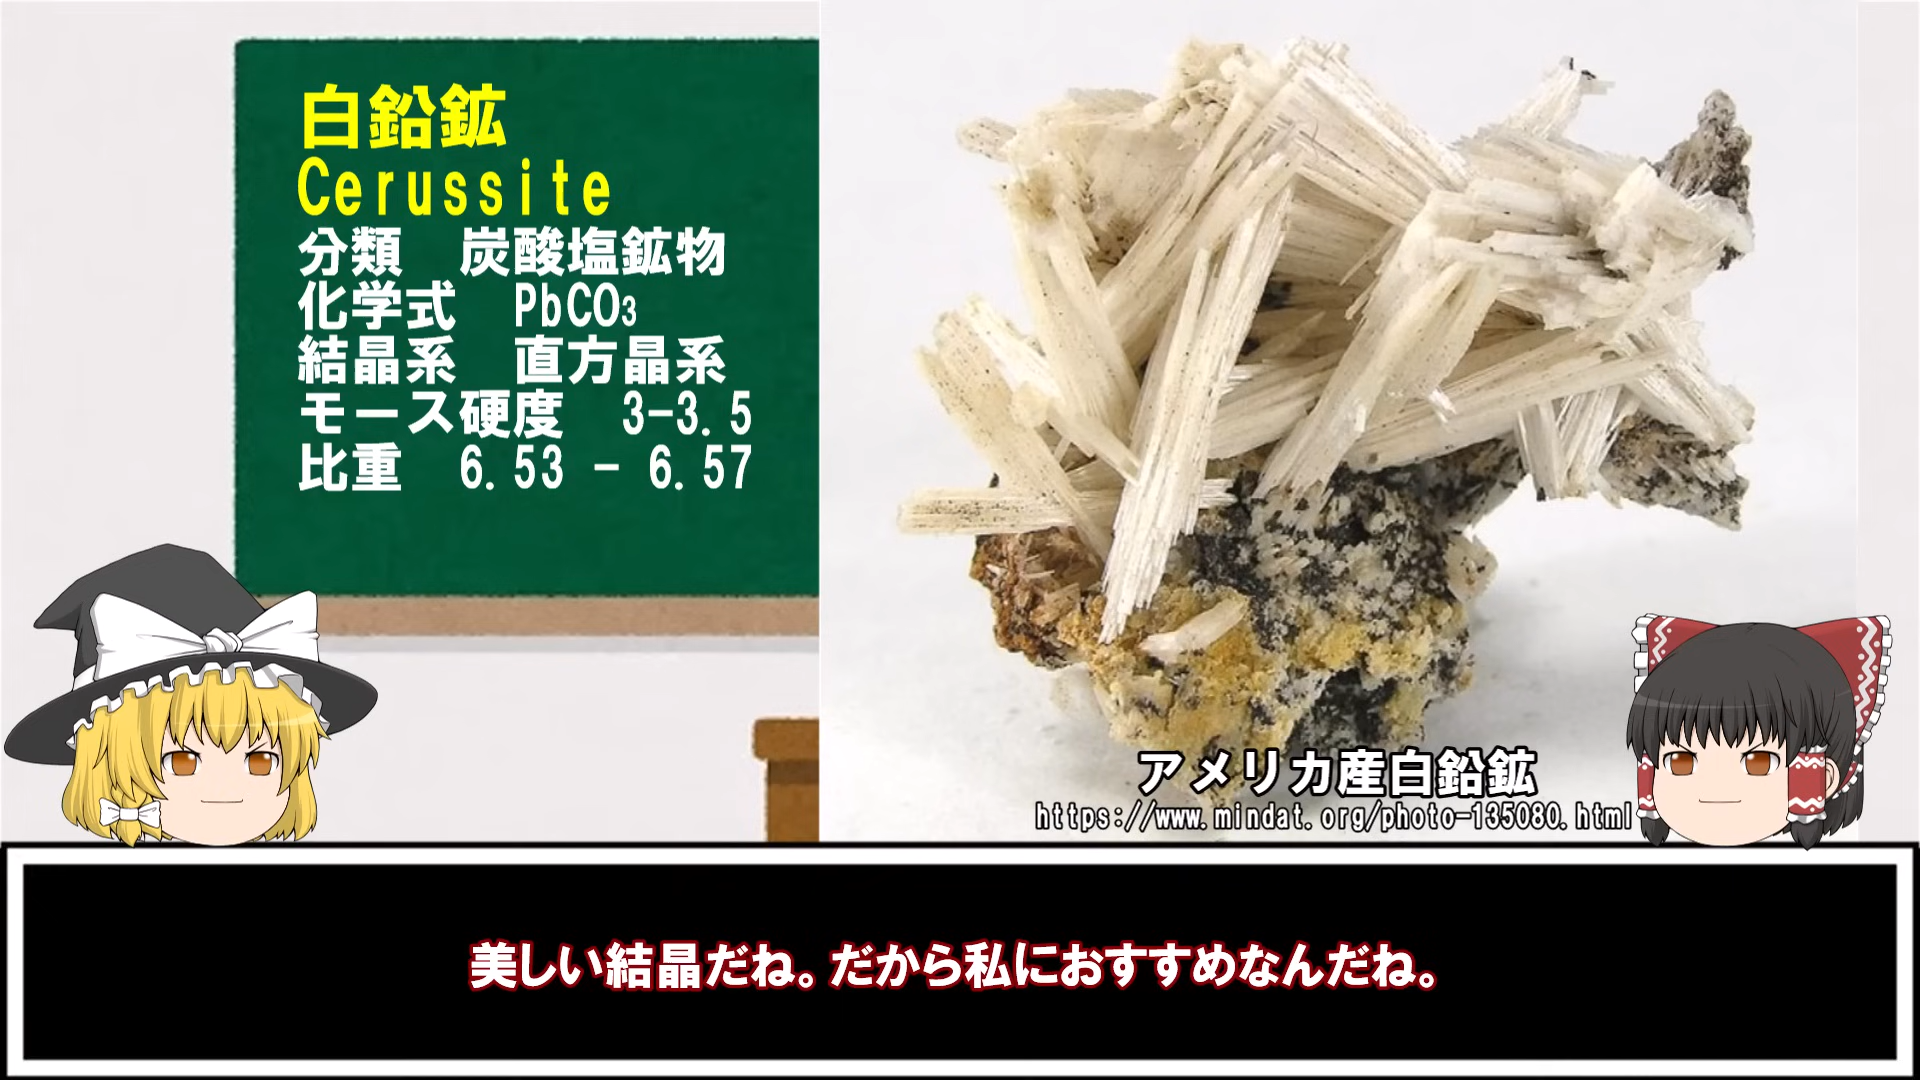 白鉛鉱
Cerussite
分類　炭酸塩鉱物
化学式　PbCO₃
結晶系　直方晶系
モース硬度　3-3.5
比重　6.53 - 6.57
アメリカ産白鉛鉱
https://www.mindat.org/photo-135080.html
美しい結晶だね。だから私におすすめなんだね。